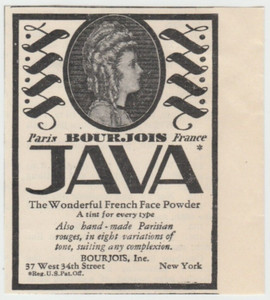 Paris BOURJOIS France
JAVA*
The Wonderful French Face Powder
A tint for every type
Also hand-made Parisian
rouges, in eight variations of
tone, suiting any complexion.
BOURJOIS, Inc.
37 West 34th Street New York
*Reg. U.S. Pat. Off.